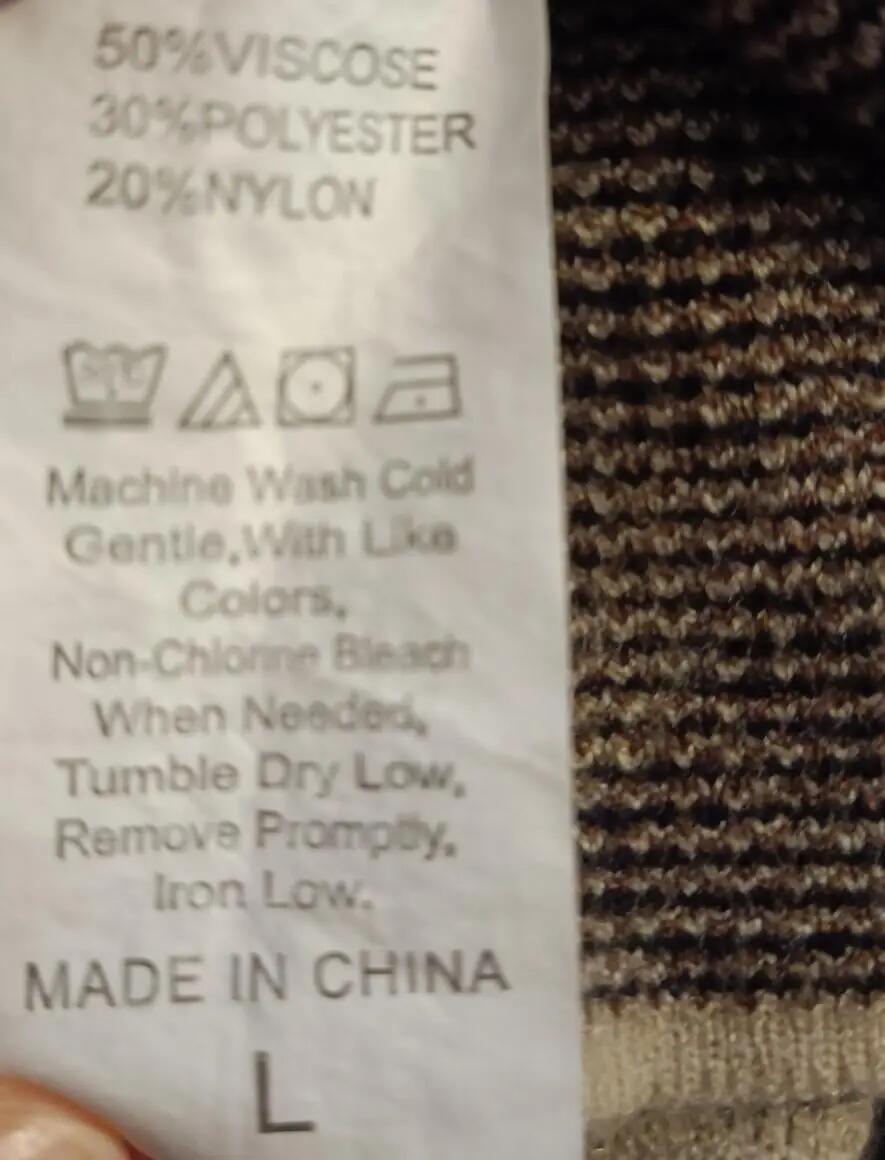 50%VISCOSE
30%POLYESTER
20%NYLON
Machine Wash Cold
Gentle,With Like
Colors,
Non-Chlorine Bleach
When Needed,
Tumble Dry Low,
Remove Promptly,
Iron Low.
MADE IN CHINA
L